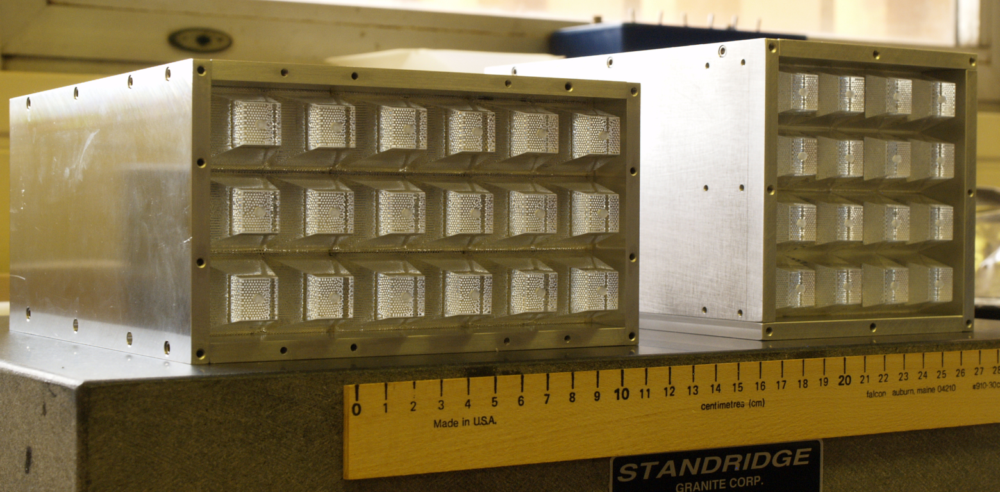 0 1 2 3 4 5 6 7 8 9 10 11 12 13 14 15 16 17 18 19 20 21 22 23 24 25 26 27 28
Made in U.S.A.
centimetres (cm)
falcon auburn, maine 04210
STANDRIDGE
GRANITE CORP.